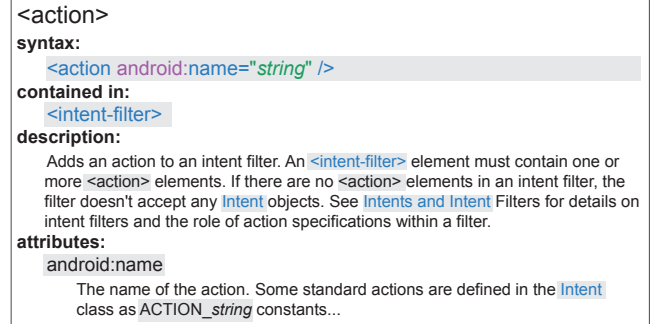 <action>
syntax:
<action android:name="string" />
contained in:
<intent-filter>
description:
Adds an action to an intent filter. An <intent-filter> element must contain one or
more <action> elements. If there are no <action> elements in an intent filter, the
filter doesn't accept any Intent objects. See Intents and Intent Filters for details on
intent filters and the role of action specifications within a filter.
attributes:
android:name
The name of the action. Some standard actions are defined in the Intent
class as ACTION_string constants...